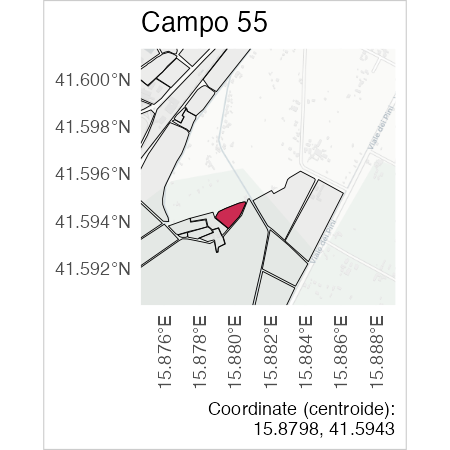 Campo 55
41.600°N
41.598°N
41.596°N
41.594°N
41.592°N
Viale dei Pini
Viale dei Pini
15.876°E
15.878°E
15.880°E
15.882°E
15.884°E
15.886°E
15.888°E
Coordinate (centroide):
15.8798, 41.5943